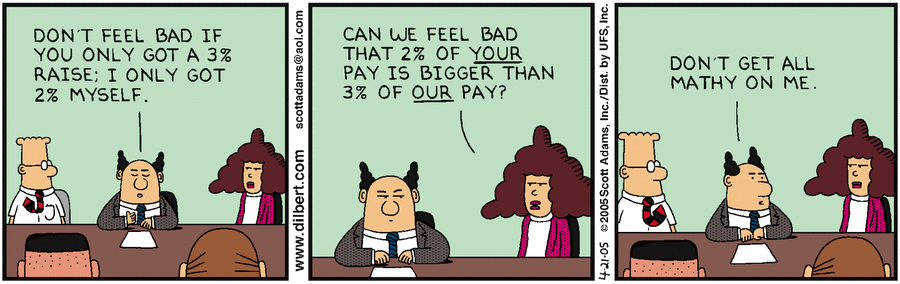 DON'T FEEL BAD IF
YOU ONLY GOT A 3%
RAISE; I ONLY GOT
2% MYSELF.
www.dilbert.com
scottadams@aol.com
CAN WE FEEL BAD
THAT 2% OF YOUR
PAY IS BIGGER THAN
3% OF OUR PAY?
4-21-05 ©2005 Scott Adams, Inc./Dist. by UFS, Inc.
DON'T GET ALL
MATHY ON ME.